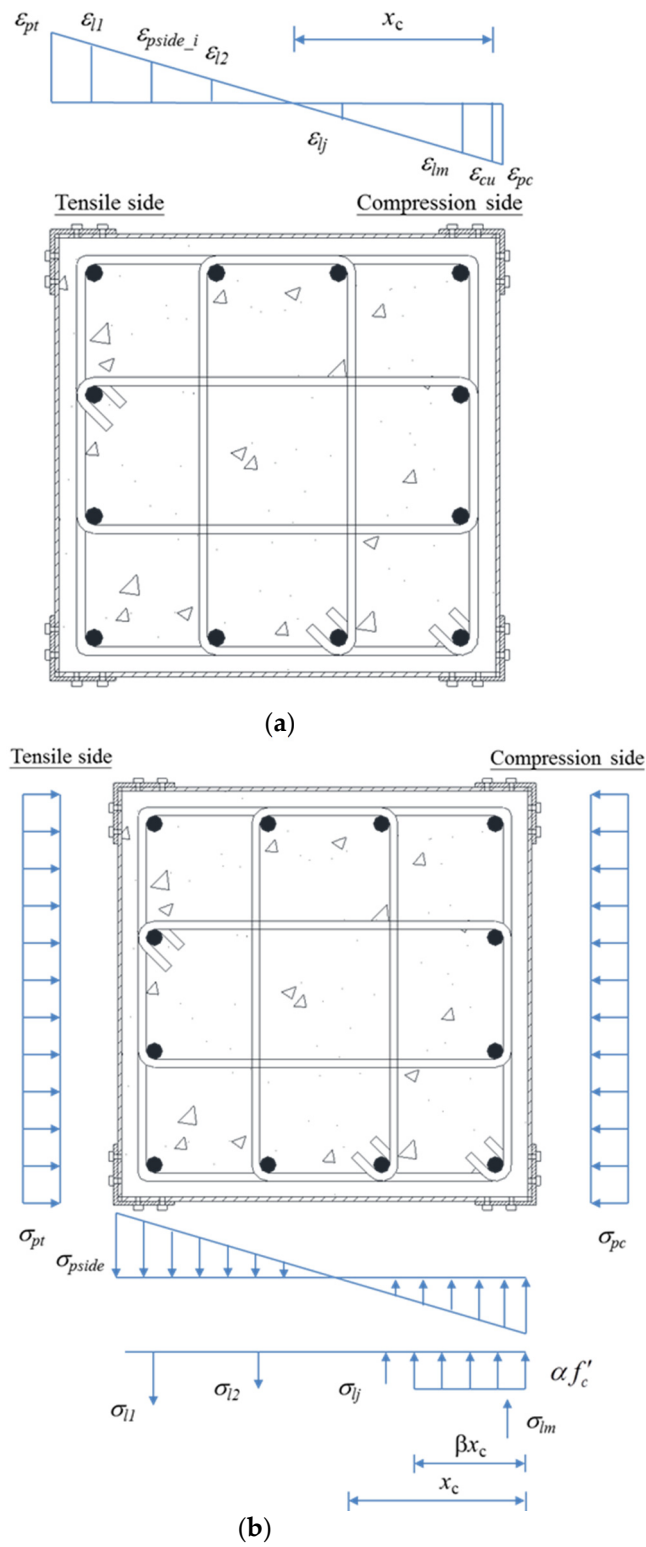 εpt εl1 εpside_i εl2 xc
εlj εlm εcu εpc
Tensile side Compression side
(a)
Tensile side Compression side
σpt σpc
σpside
σl1 σl2 σlj αf′c
σlm
βxc
xc
(b)